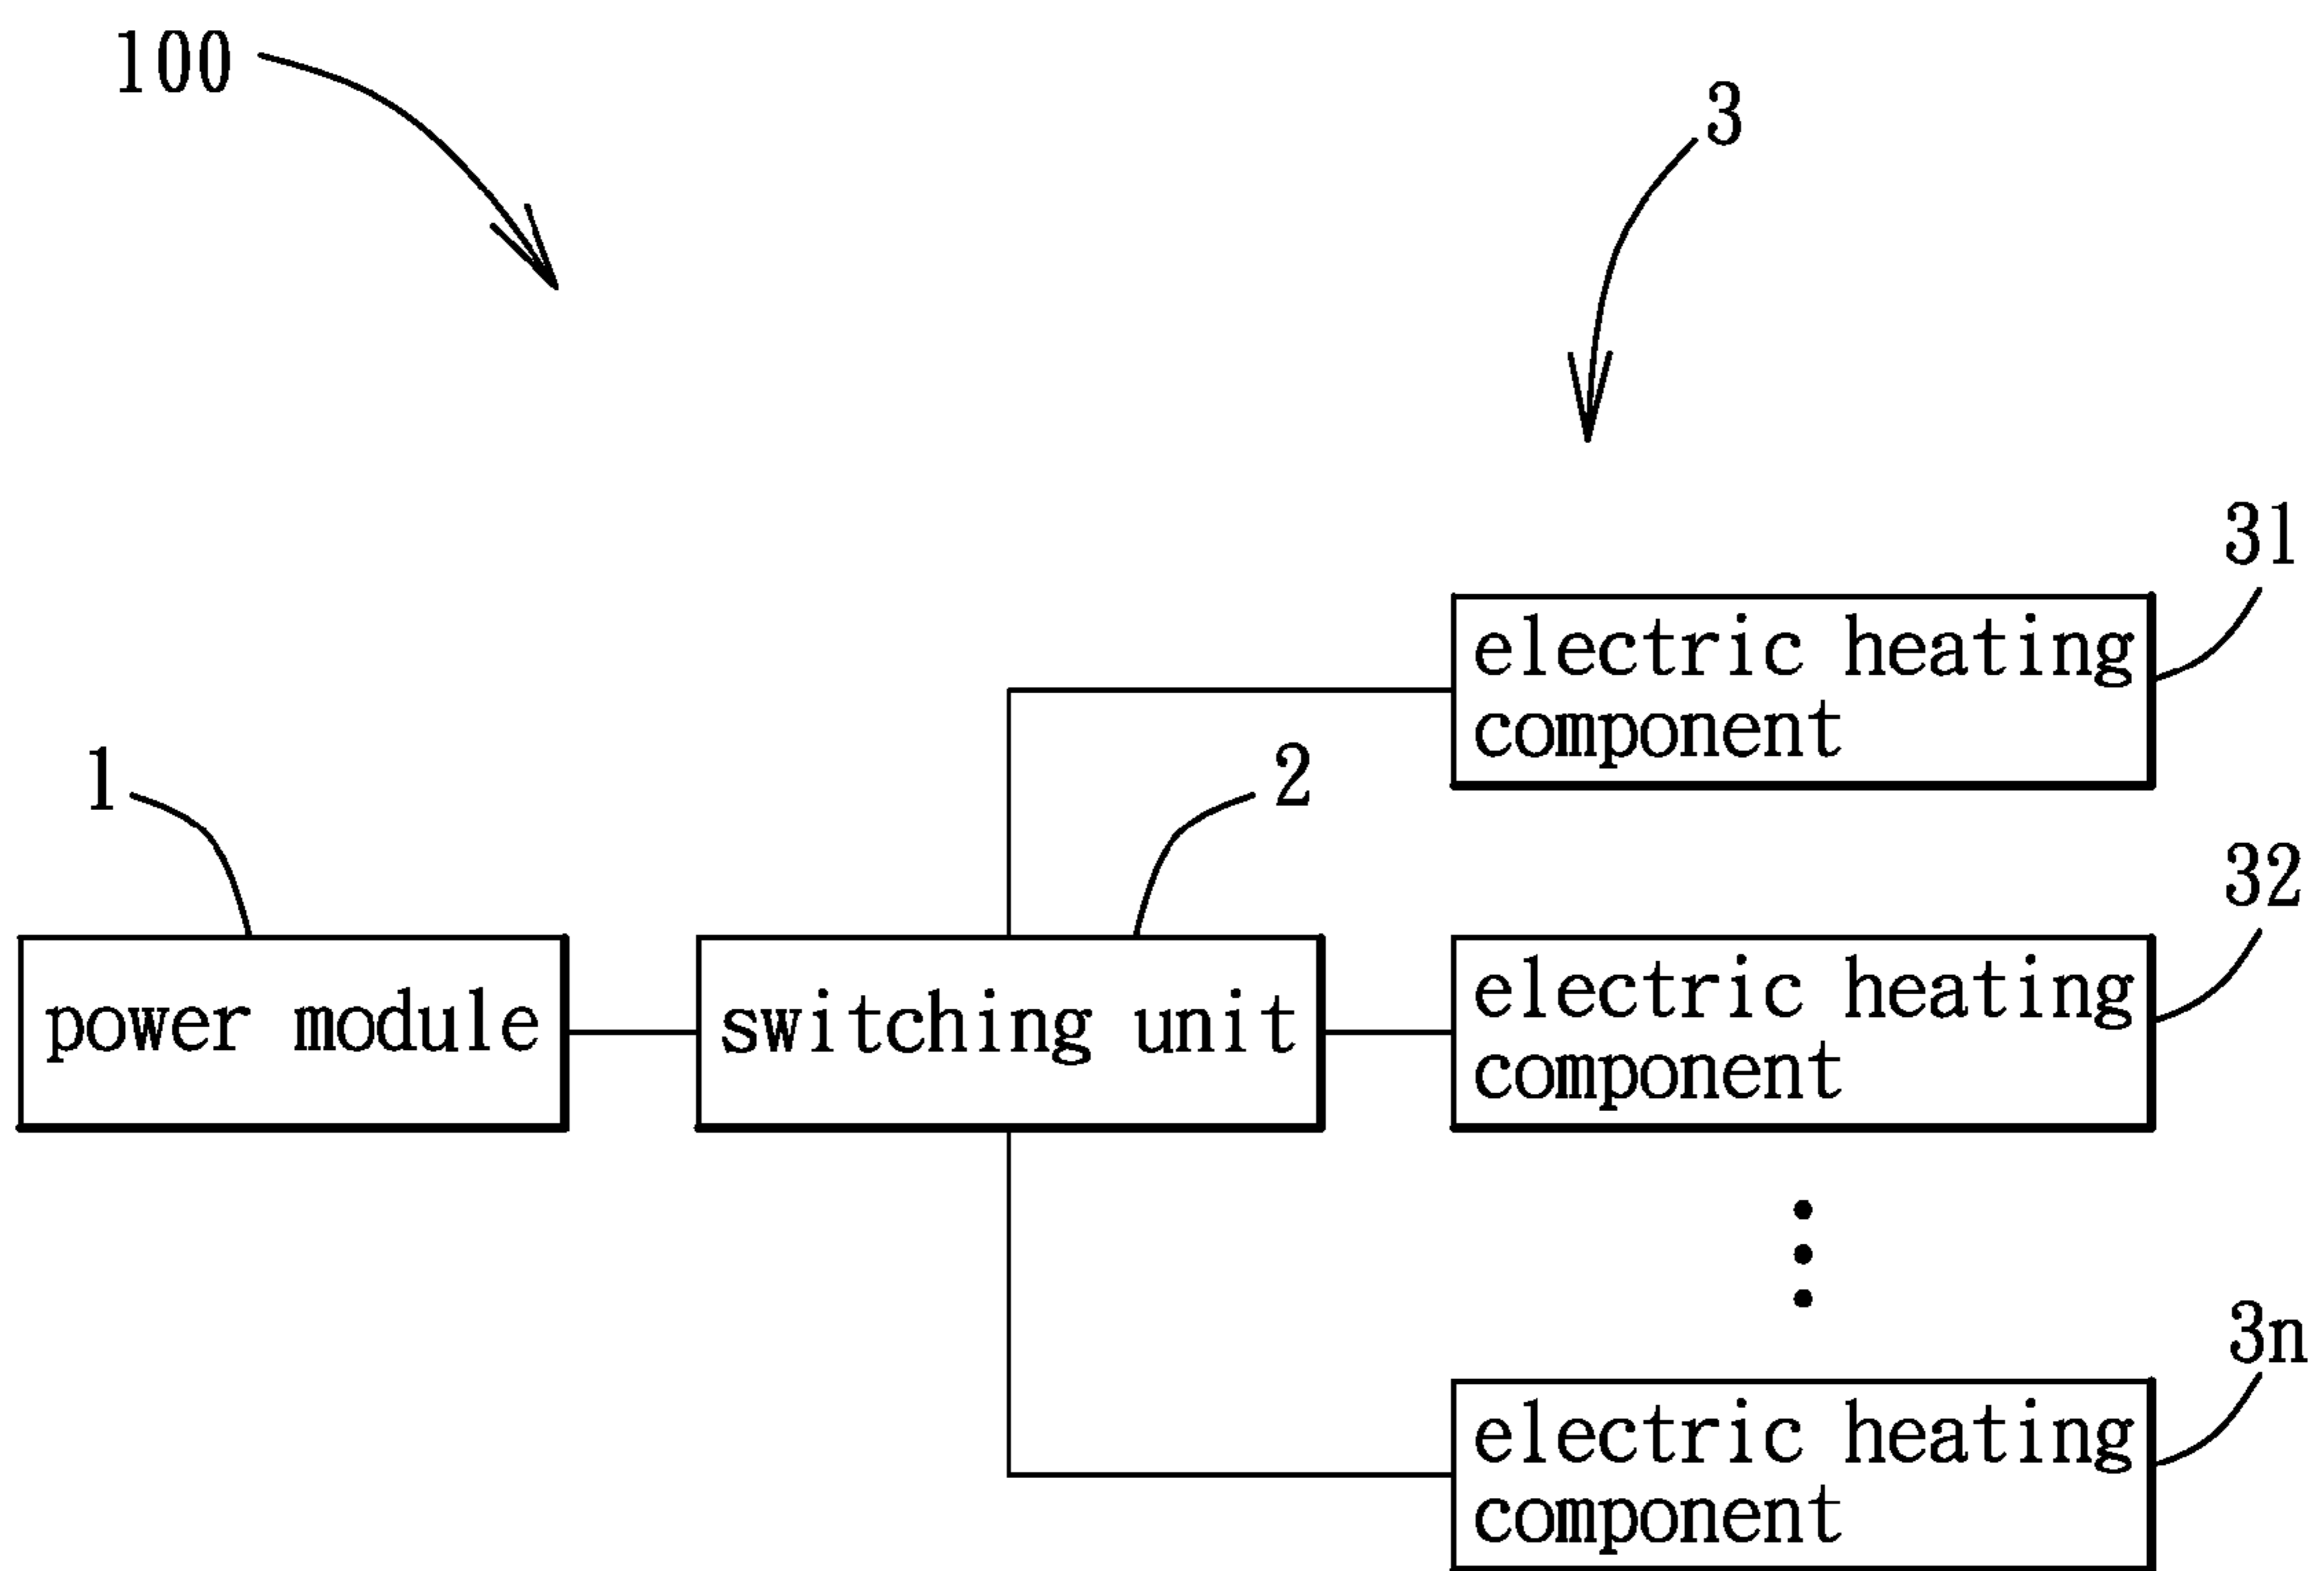 100
3
31
electric heating
component
1
2
32
power module
switching unit
electric heating
component
3n
electric heating
component